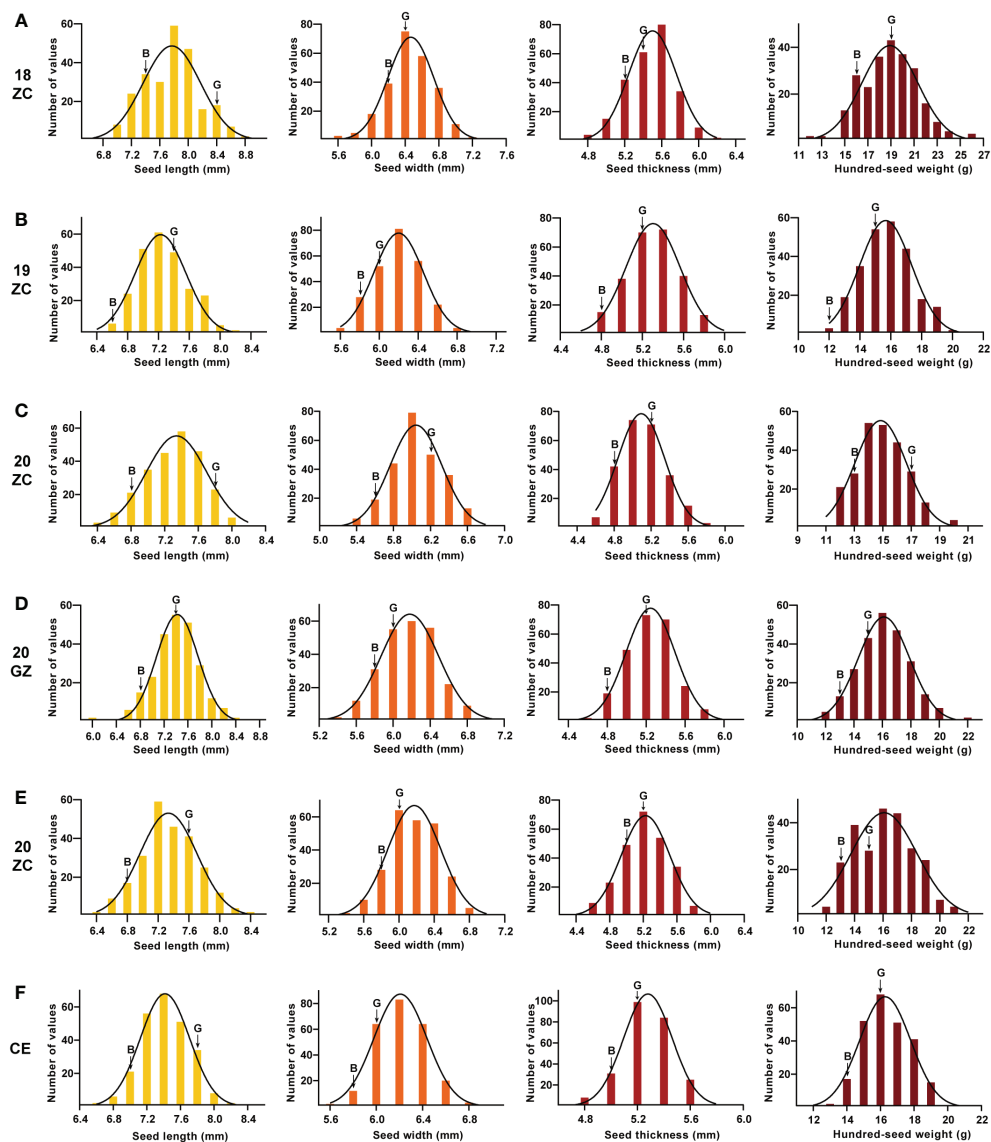 A
18
ZC
Number of values
60
40
20
B
G
6.8 7.2 7.6 8.0 8.4 8.8
Seed length (mm)
Number of values
80
60
40
20
B
G
5.6 6.0 6.4 6.8 7.2 7.6
Seed width (mm)
Number of values
80
60
40
20
B
G
4.8 5.2 5.6 6.0 6.4
Seed thickness (mm)
Number of values
40
20
B
G
11 13 15 17 19 21 23 25 27
Hundred-seed weight (g)
B
19
ZC
Number of values
60
40
20
B
G
6.4 6.8 7.2 7.6 8.0 8.4
Seed length (mm)
Number of values
80
60
40
20
B
G
5.6 6.0 6.4 6.8 7.2
Seed width (mm)
Number of values
80
60
40
20
B
G
4.4 4.8 5.2 5.6 6.0
Seed thickness (mm)
Number of values
60
40
20
B
G
10 12 14 16 18 20 22
Hundred-seed weight (g)
C
20
ZC
Number of values
60
40
20
B
G
6.4 6.8 7.2 7.6 8.0 8.4
Seed length (mm)
Number of values
80
60
40
20
B
G
5.0 5.4 5.8 6.2 6.6 7.0
Seed width (mm)
Number of values
80
60
40
20
B
G
4.4 4.8 5.2 5.6 6.0
Seed thickness (mm)
Number of values
60
40
20
B
G
9 11 13 15 17 19 21
Hundred-seed weight (g)
D
20
GZ
Number of values
60
40
20
B
G
6.0 6.4 6.8 7.2 7.6 8.0 8.4 8.8
Seed length (mm)
Number of values
60
40
20
B
G
5.2 5.6 6.0 6.4 6.8 7.2
Seed width (mm)
Number of values
80
60
40
20
B
G
4.4 4.8 5.2 5.6 6.0
Seed thickness (mm)
Number of values
60
40
20
B
G
10 12 14 16 18 20 22
Hundred-seed weight (g)
E
20
ZC
Number of values
60
40
20
B
G
6.4 6.8 7.2 7.6 8.0 8.4
Seed length (mm)
Number of values
60
40
20
B
G
5.2 5.6 6.0 6.4 6.8 7.2
Seed width (mm)
Number of values
80
60
40
20
B
G
4.4 4.8 5.2 5.6 6.0 6.4
Seed thickness (mm)
Number of values
40
20
B
G
12 14 16 18 20 22
Hundred-seed weight (g)
F
CE
Number of values
60
40
20
B
G
6.4 6.8 7.2 7.6 8.0 8.4
Seed length (mm)
Number of values
80
60
40
20
B
G
5.6 6.0 6.4 6.8
Seed width (mm)
Number of values
100
80
60
40
20
B
G
4.8 5.2 5.6 6.0
Seed thickness (mm)
Number of values
60
40
20
B
G
12 14 16 18 20
Hundred-seed weight (g)